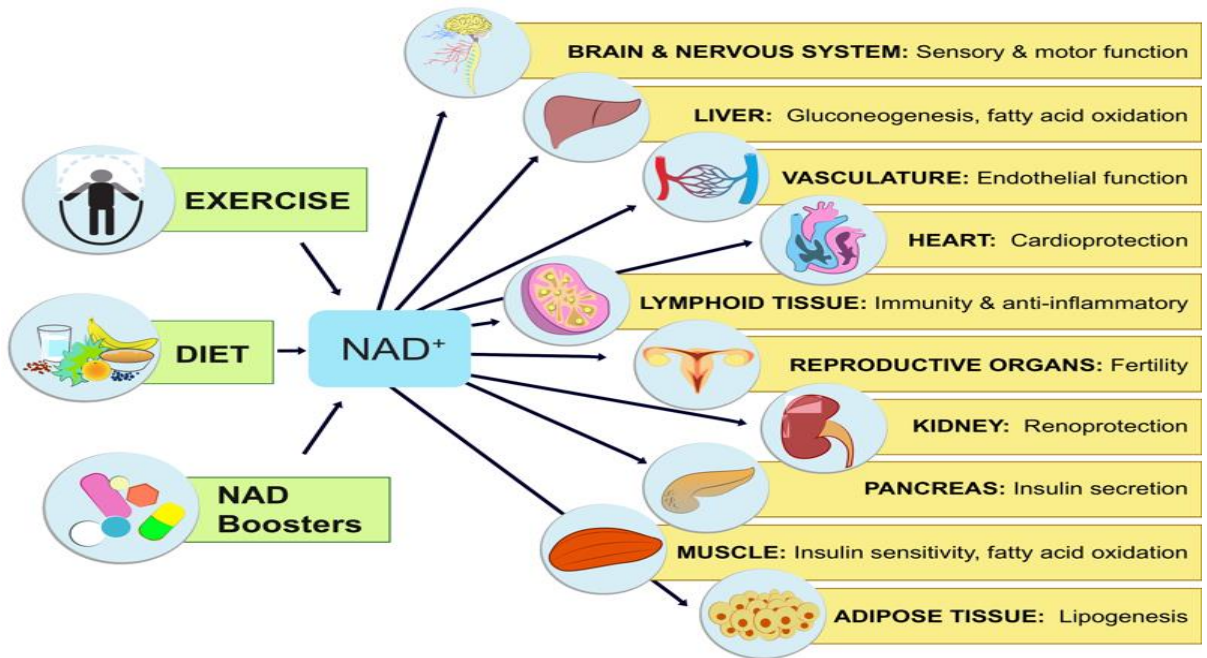 BRAIN & NERVOUS SYSTEM: Sensory & motor function
LIVER: Gluconeogenesis, fatty acid oxidation
VASCULATURE: Endothelial function
HEART: Cardioprotection
LYMPHOID TISSUE: Immunity & anti-inflammatory
REPRODUCTIVE ORGANS: Fertility
KIDNEY: Renoprotection
PANCREAS: Insulin secretion
MUSCLE: Insulin sensitivity, fatty acid oxidation
ADIPOSE TISSUE: Lipogenesis
EXERCISE
DIET
NAD
Boosters
NAD⁺